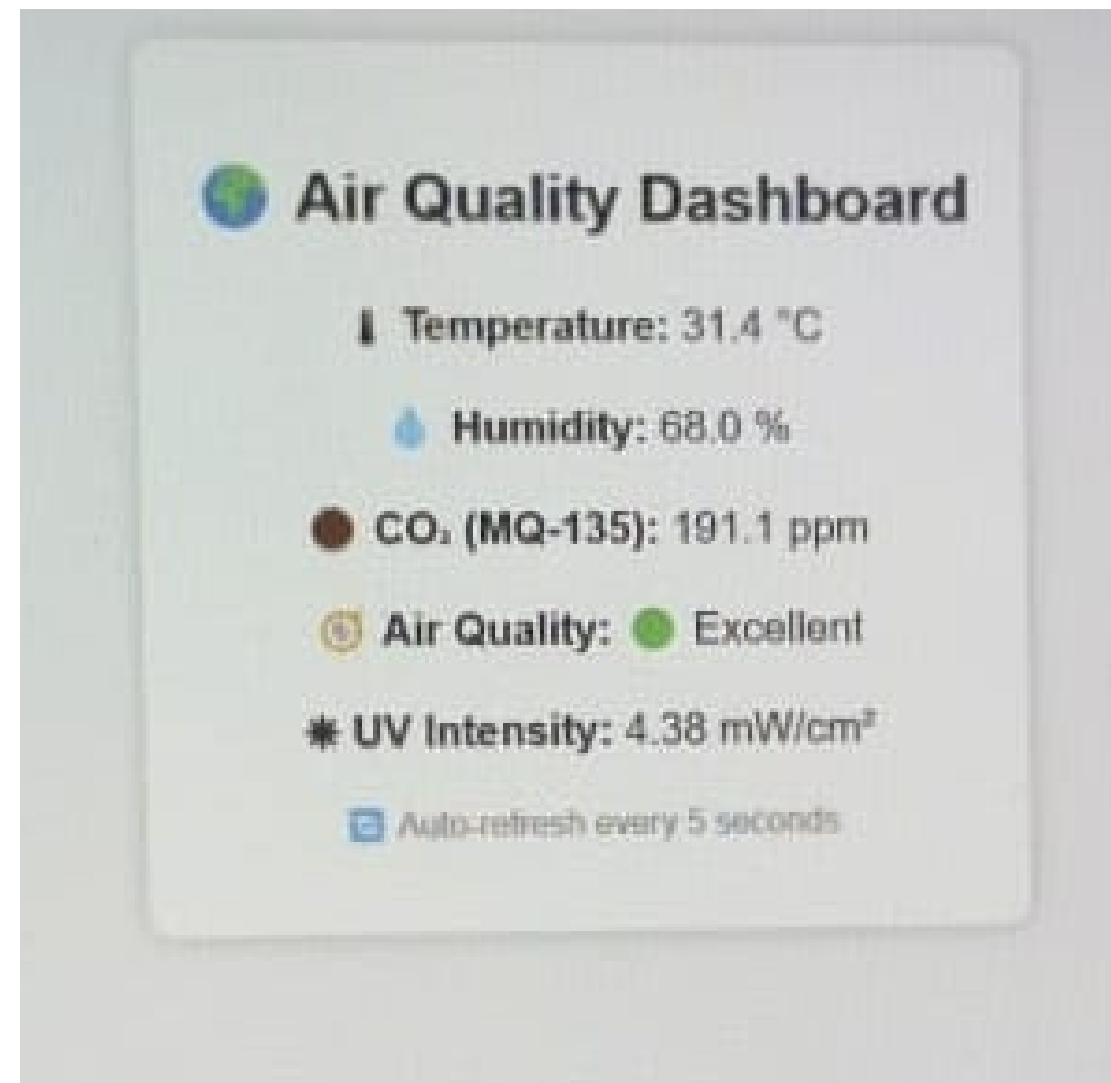 Air Quality Dashboard
Temperature: 31.4 °C
Humidity: 68.0 %
CO₂ (MQ-135): 191.1 ppm
Air Quality: Excellent
UV Intensity: 4.38 mW/cm²
Auto-refresh every 5 seconds